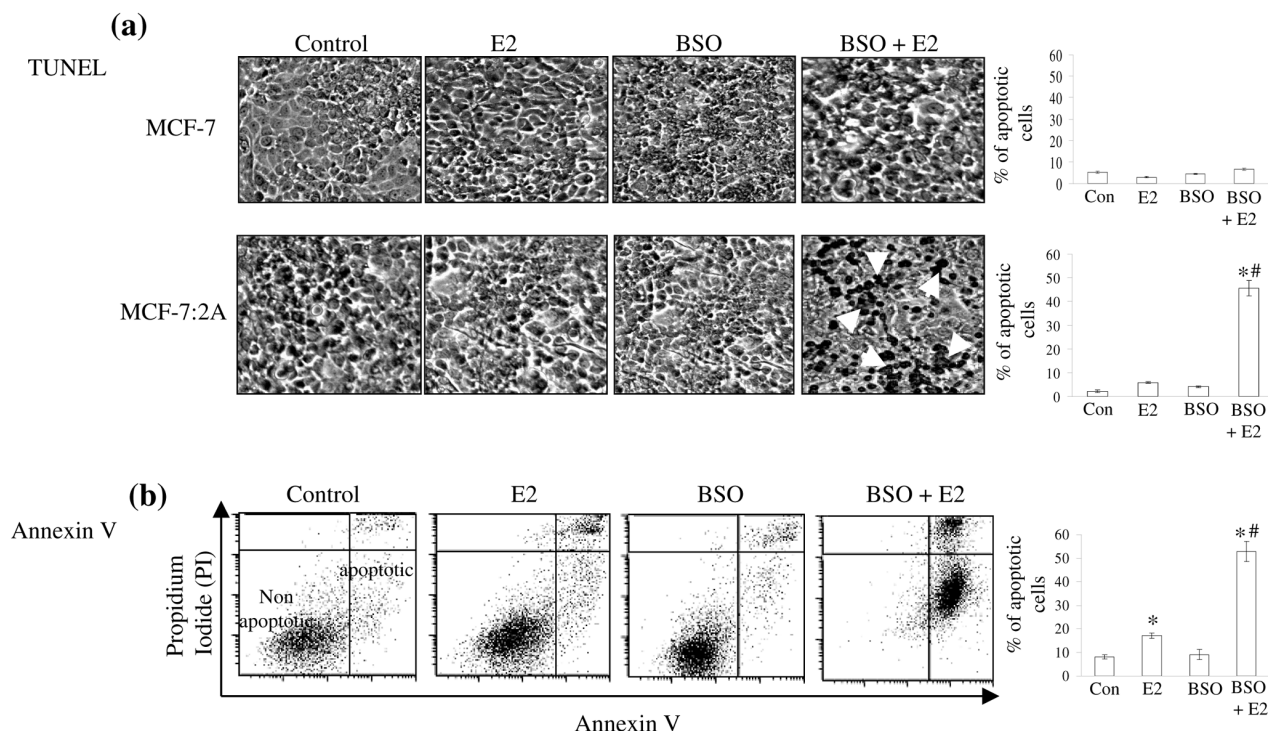 (a)
Control E2 BSO BSO + E2
TUNEL
MCF-7
% of apoptotic
cells
60
50
40
30
20
10
0
Con E2 BSO BSO
+ E2
MCF-7:2A
% of apoptotic
cells
60
50
40
30
20
10
0
*#
Con E2 BSO BSO
+ E2
(b)
Control E2 BSO BSO + E2
Annexin V
Propidium
Iodide (PI)
apoptotic
Non
apoptotic
Annexin V
% of apoptotic
cells
60
50
40
30
20
10
0
*
*#
Con E2 BSO BSO
+ E2